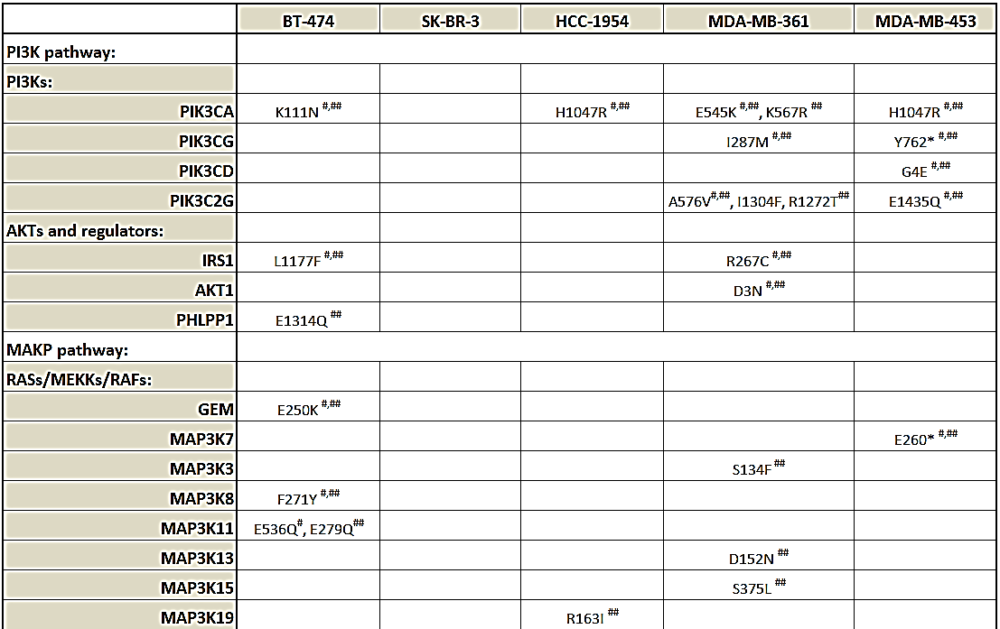 BT-474 SK-BR-3 HCC-1954 MDA-MB-361 MDA-MB-453
PI3K pathway:
PI3Ks:
PIK3CA K111N #,## H1047R #,## E545K #,##, K567R ## H1047R #,##
PIK3CG I287M #,## Y762* #,##
PIK3CD G4E #,##
PIK3C2G A576V#,##, I1304F, R1272T## E1435Q #,##
AKTs and regulators:
IRS1 L1177F #,## R267C #,##
AKT1 D3N #,##
PHLPP1 E1314Q ##
MAKP pathway:
RASs/MEKKs/RAFs:
GEM E250K #,##
MAP3K7 E260* #,##
MAP3K3 S134F ##
MAP3K8 F271Y #,##
MAP3K11 E536Q#, E279Q##
MAP3K13 D152N ##
MAP3K15 S375L ##
MAP3K19 R163I ##